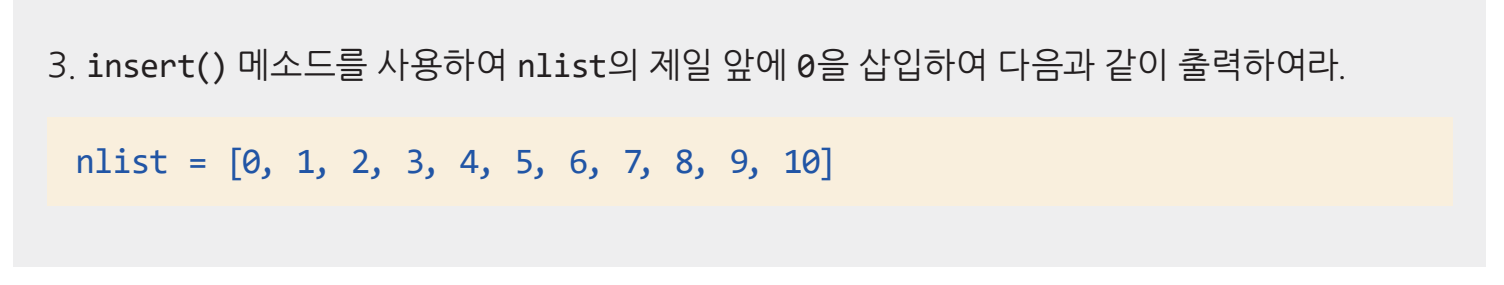 3. insert() 메소드를 사용하여 nlist의 제일 앞에 0을 삽입하여 다음과 같이 출력하여라.
nlist = [0, 1, 2, 3, 4, 5, 6, 7, 8, 9, 10]